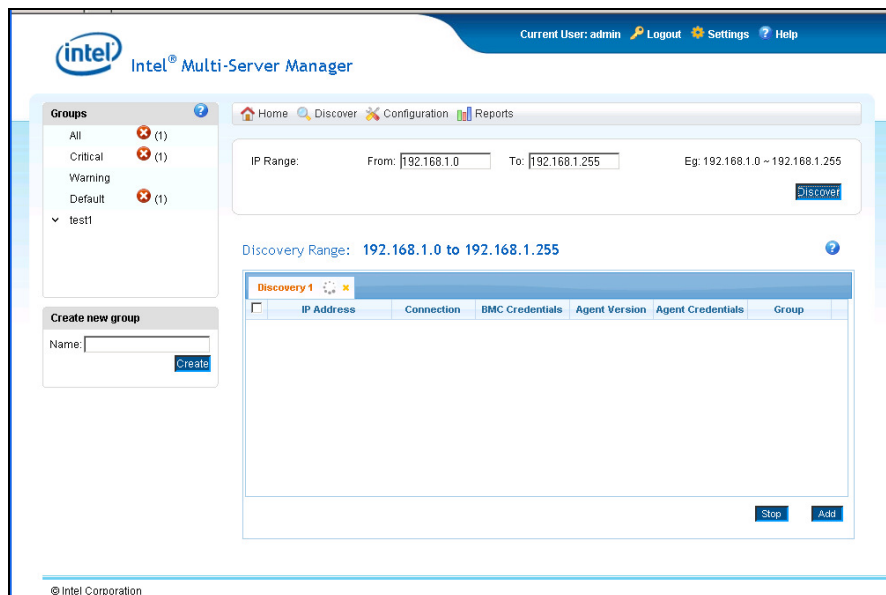 Current User: admin Logout Settings Help
intel Intel® Multi-Server Manager
Groups
All (1)
Critical (1)
Warning
Default (1)
test1
Create new group
Name:
Create
Home Discover Configuration Reports
IP Range: From: 192.168.1.0 To: 192.168.1.255 Eg: 192.168.1.0 ~ 192.168.1.255
Discover
Discovery Range: 192.168.1.0 to 192.168.1.255
Discovery 1
IP Address Connection BMC Credentials Agent Version Agent Credentials Group
Stop Add
© Intel Corporation